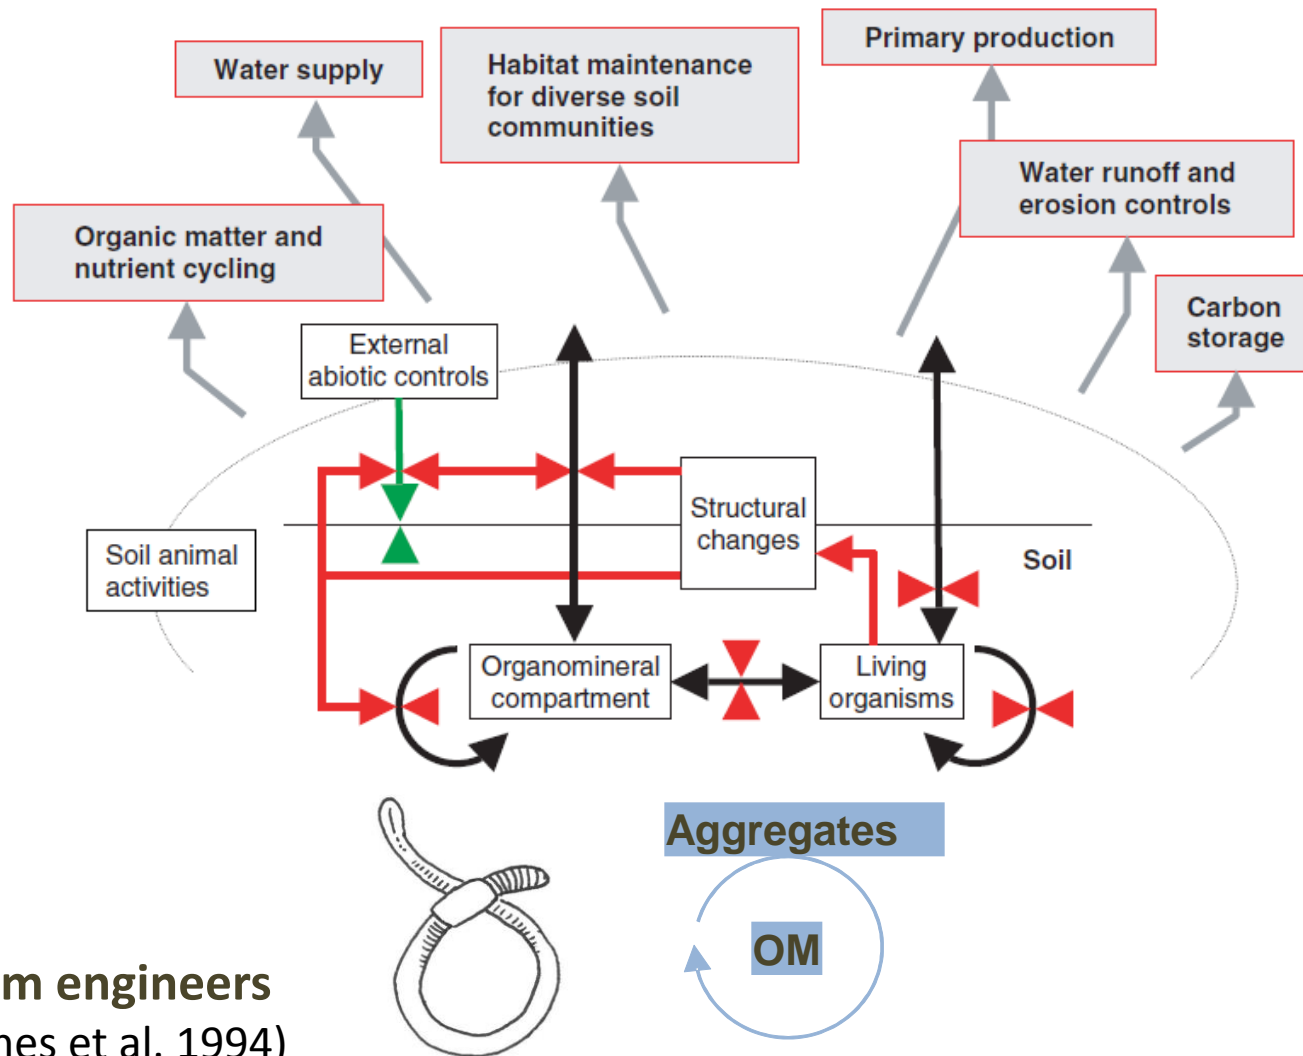 Primary production
Water supply
Habitat maintenance
for diverse soil
communities
Water runoff and
erosion controls
Organic matter and
nutrient cycling
Carbon
storage
External
abiotic controls
Structural
changes
Soil animal
activities
Soil
Organomineral
compartment
Living
organisms
Aggregates
OM
m engineers
nes et al. 1994)